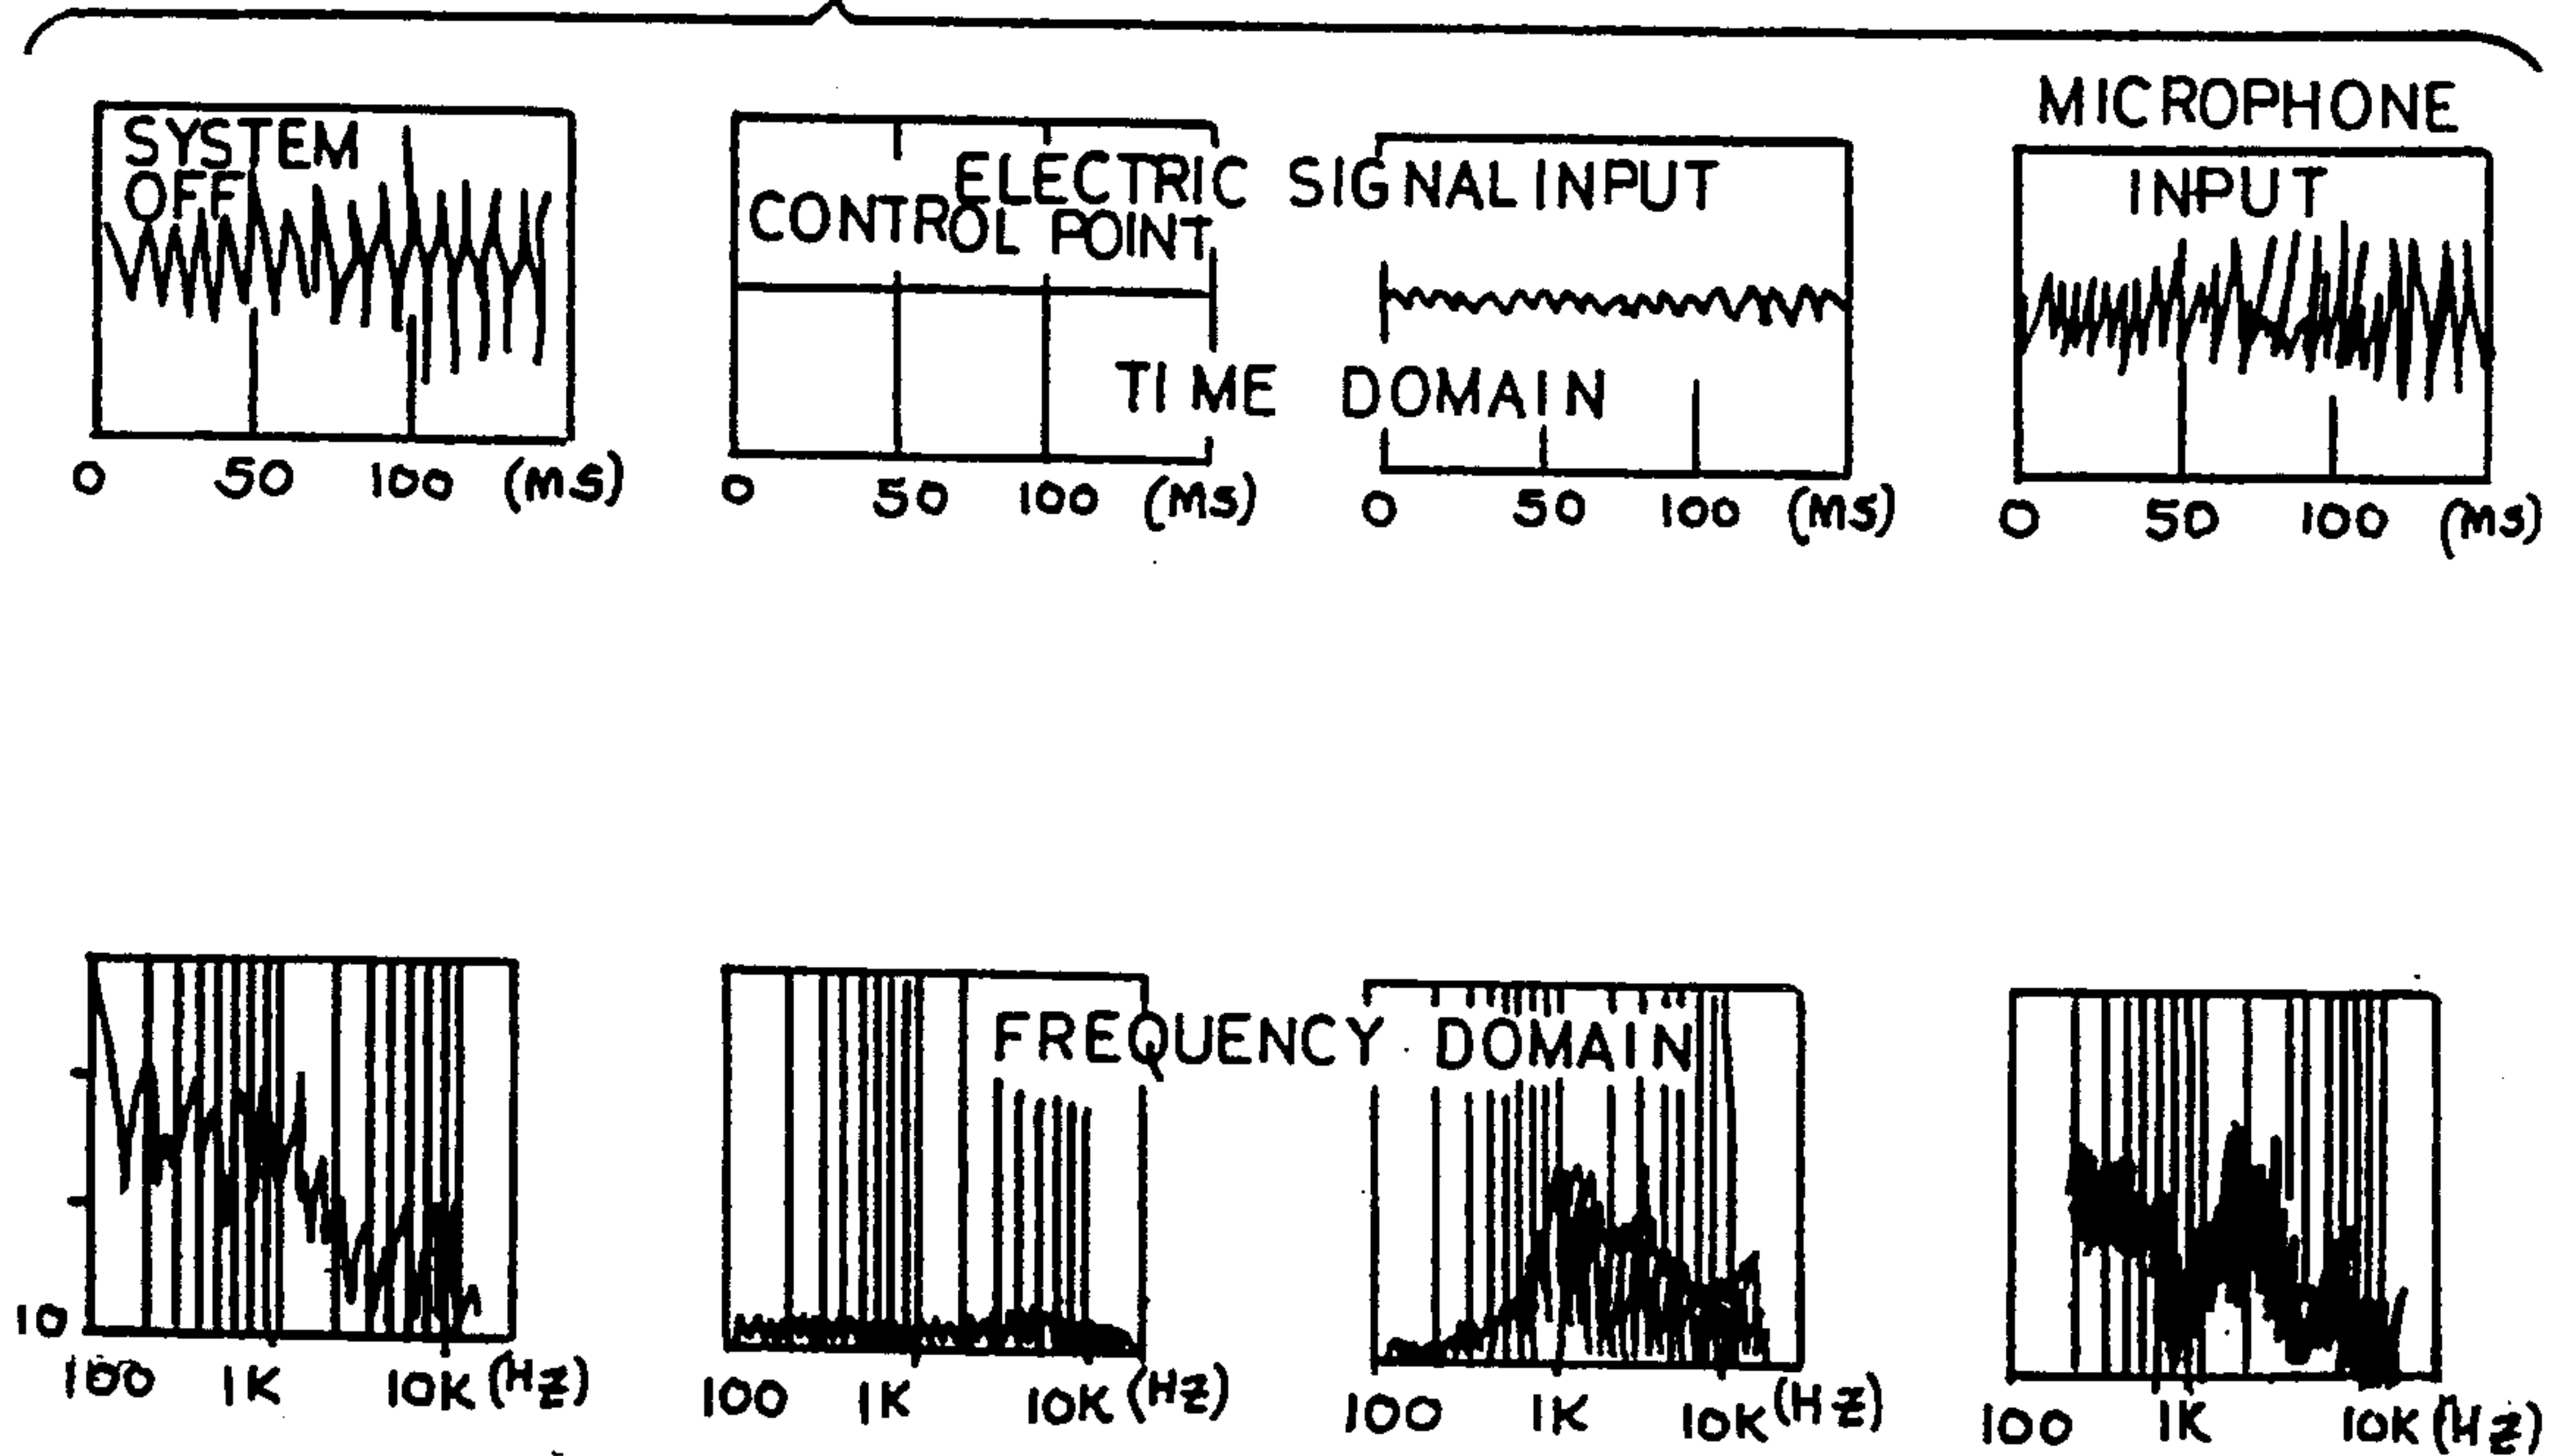 MICROPHONE
SYSTEM
OFF
ELECTRIC SIGNAL INPUT
CONTROL POINT
INPUT
TIME DOMAIN
0 50 100 (MS)
0 50 100 (MS)
0 50 100 (MS)
0 50 100 (MS)
FREQUENCY DOMAIN
10
100 1K 10K (HZ)
100 1K 10K (HZ)
100 1K 10K (HZ)
100 1K 10K (HZ)